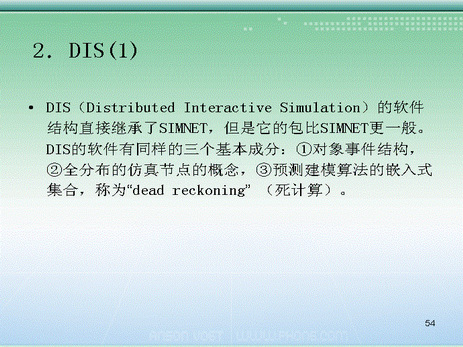 2. DIS(1)
• DIS（Distributed Interactive Simulation）的软件
结构直接继承了SIMNET，但是它的包比SIMNET更一般。
DIS的软件有同样的三个基本成分：①对象事件结构，
②全分布的仿真节点的概念，③预测建模算法的嵌入式
集合，称为“dead reckoning”（死计算）。
54